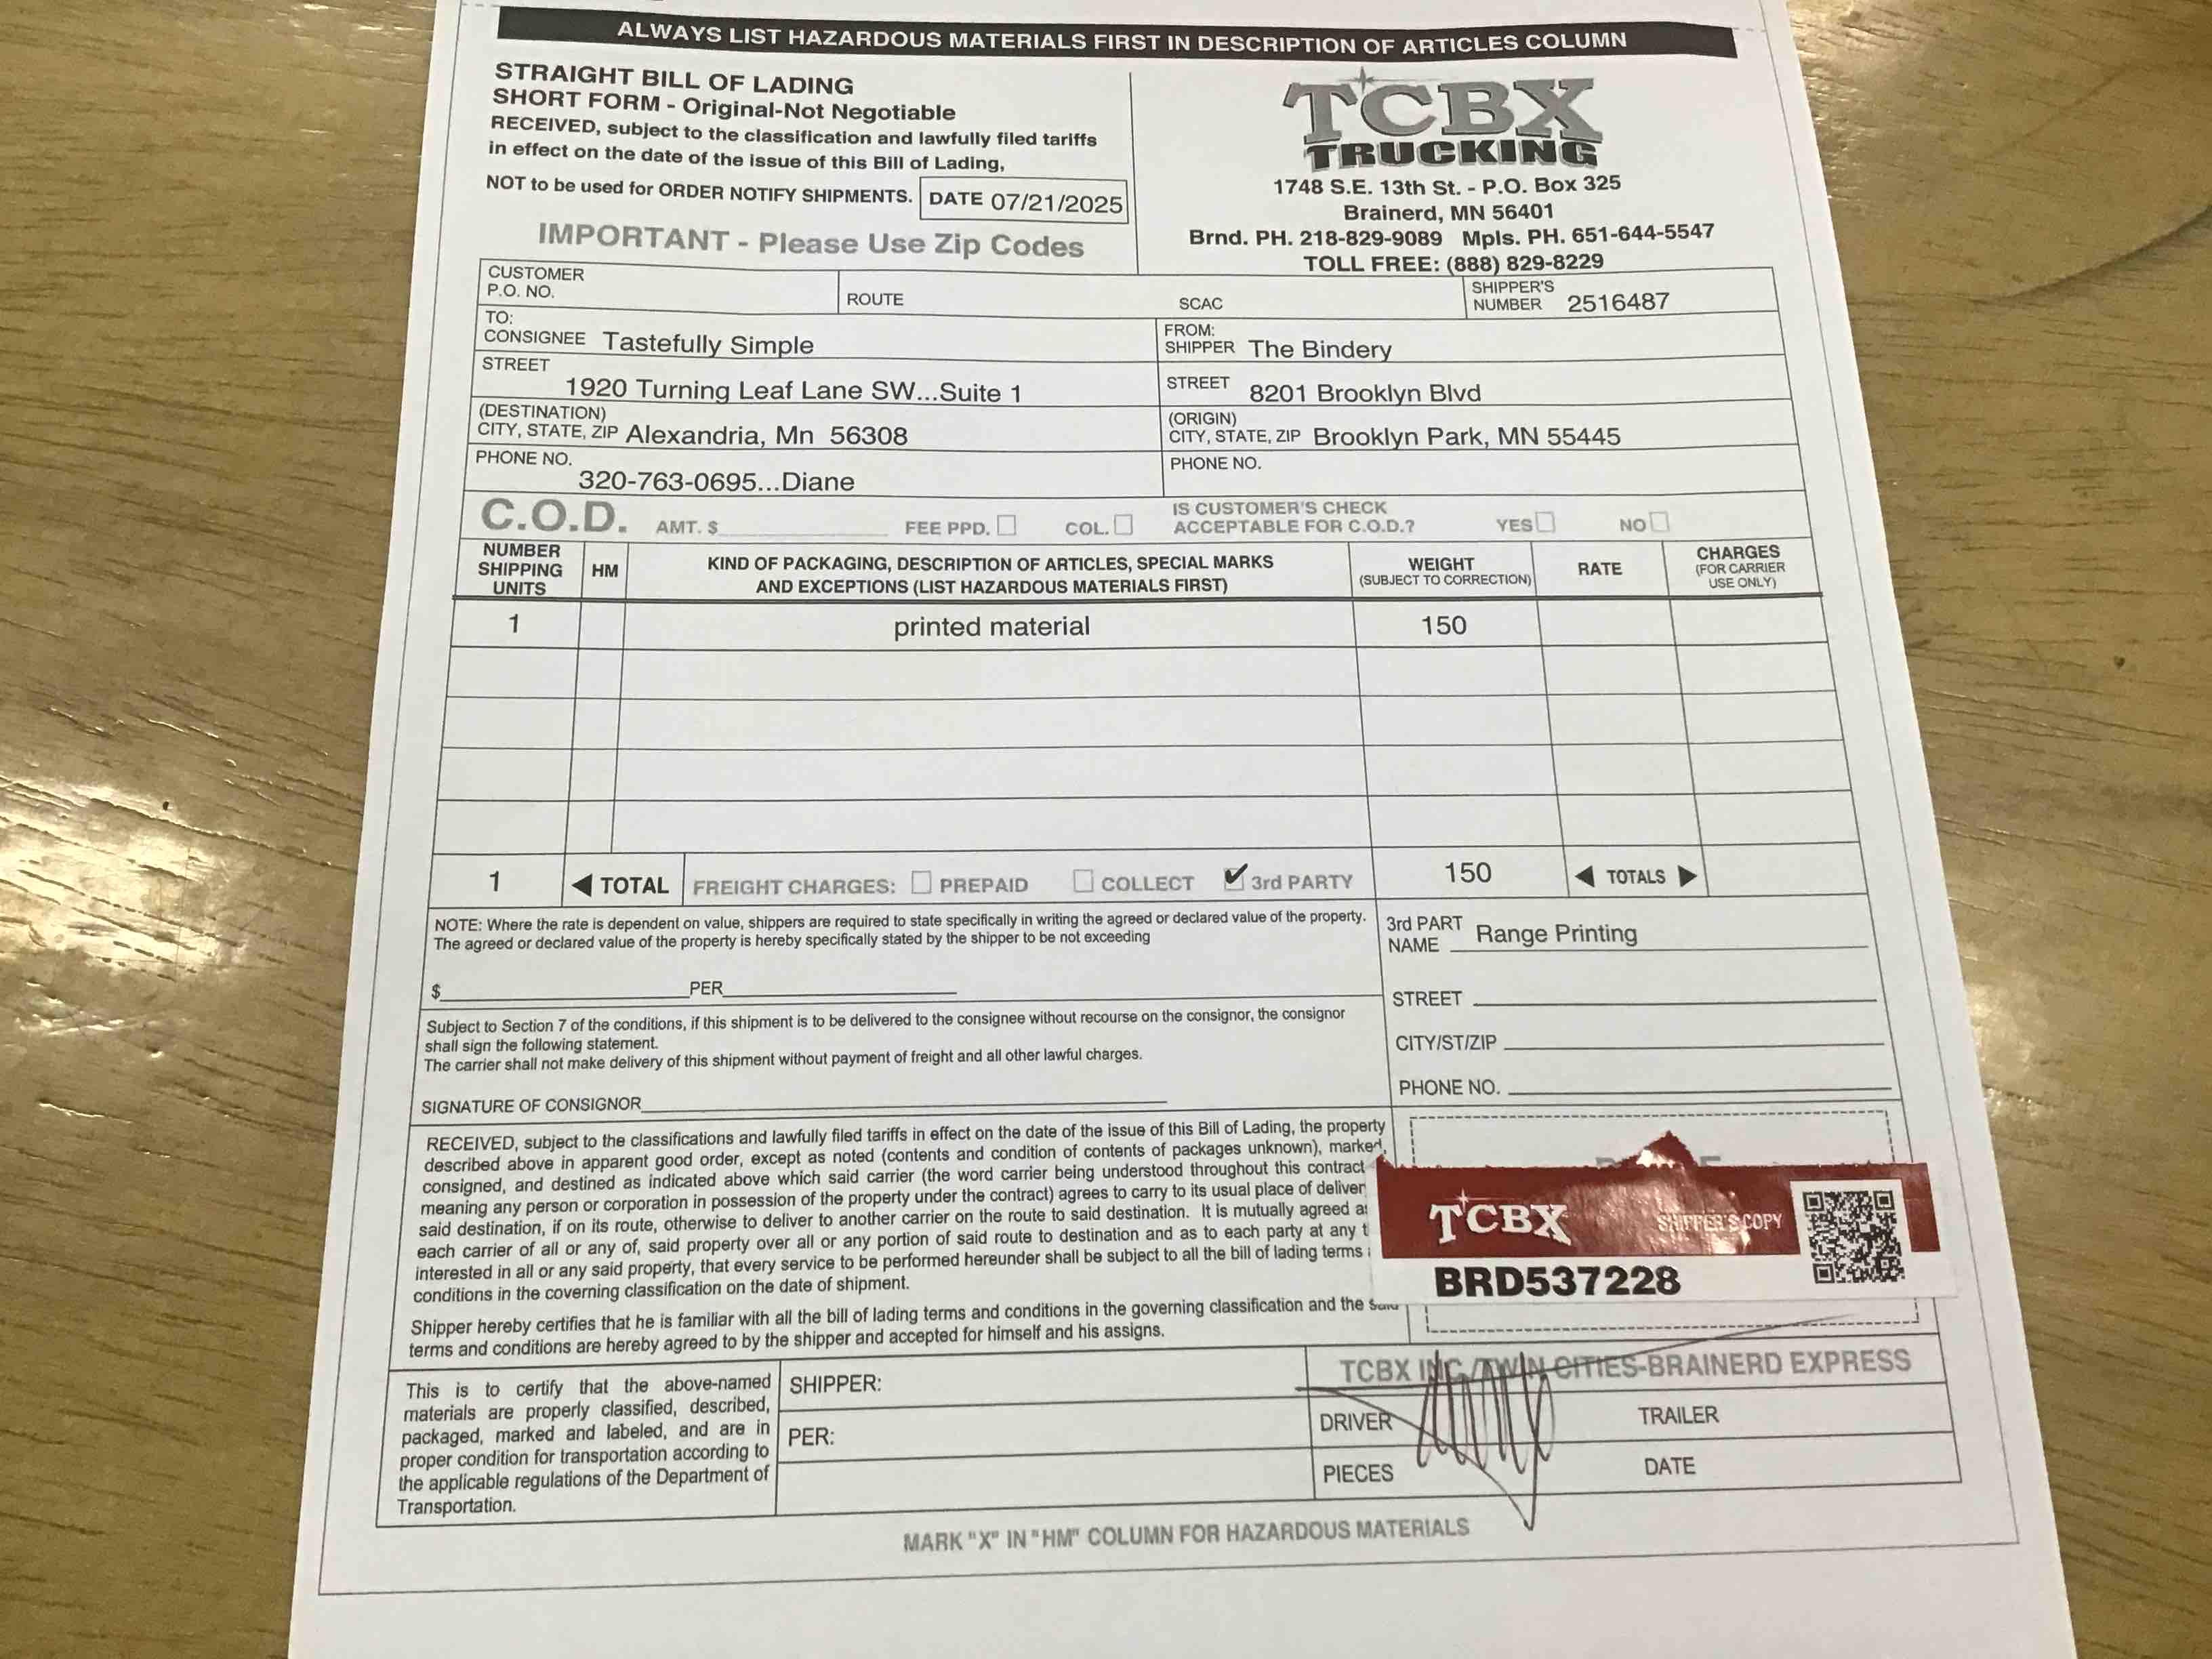 ALWAYS LIST HAZARDOUS MATERIALS FIRST IN DESCRIPTION OF ARTICLES COLUMN
STRAIGHT BILL OF LADING
SHORT FORM - Original-Not Negotiable
RECEIVED, subject to the classification and lawfully filed tariffs
in effect on the date of the issue of this Bill of Lading,
NOT to be used for ORDER NOTIFY SHIPMENTS. DATE 07/21/2025
IMPORTANT - Please Use Zip Codes
TCBX
TRUCKING
1748 S.E. 13th St. - P.O. Box 325
Brainerd, MN 56401
Brnd. PH. 218-829-9089 Mpls. PH. 651-644-5547
TOLL FREE: (888) 829-8229
CUSTOMER
P.O. NO.
ROUTE
SCAC
SHIPPER'S
NUMBER 2516487
TO:
CONSIGNEE Tastefully Simple
FROM:
SHIPPER The Bindery
STREET
1920 Turning Leaf Lane SW...Suite 1
STREET 8201 Brooklyn Blvd
(DESTINATION)
CITY, STATE, ZIP Alexandria, Mn 56308
(ORIGIN)
CITY, STATE, ZIP Brooklyn Park, MN 55445
PHONE NO.
320-763-0695...Diane
PHONE NO.
C.O.D. AMT. $ FEE PPD. COL.
IS CUSTOMER'S CHECK
ACCEPTABLE FOR C.O.D.? YES NO
NUMBER
SHIPPING
UNITS
HM
KIND OF PACKAGING, DESCRIPTION OF ARTICLES, SPECIAL MARKS
AND EXCEPTIONS (LIST HAZARDOUS MATERIALS FIRST)
WEIGHT
(SUBJECT TO CORRECTION)
RATE
CHARGES
(FOR CARRIER
USE ONLY)
1 printed material 150
1 TOTAL FREIGHT CHARGES: PREPAID COLLECT 3rd PARTY 150 TOTALS
NOTE: Where the rate is dependent on value, shippers are required to state specifically in writing the agreed or declared value of the property.
The agreed or declared value of the property is hereby specifically stated by the shipper to be not exceeding
$ PER
3rd PART
NAME Range Printing
STREET
CITY/ST/ZIP
PHONE NO.
Subject to Section 7 of the conditions, if this shipment is to be delivered to the consignee without recourse on the consignor, the consignor
shall sign the following statement.
The carrier shall not make delivery of this shipment without payment of freight and all other lawful charges.
SIGNATURE OF CONSIGNOR
RECEIVED, subject to the classifications and lawfully filed tariffs in effect on the date of the issue of this Bill of Lading, the property
described above in apparent good order, except as noted (contents and condition of contents of packages unknown), marked,
consigned, and destined as indicated above which said carrier (the word carrier being understood throughout this contract
meaning any person or corporation in possession of the property under the contract) agrees to carry to its usual place of deliver
said destination, if on its route, otherwise to deliver to another carrier on the route to said destination. It is mutually agreed
each carrier of all or any of, said property over all or any portion of said route to destination and as to each party at any
interested in all or any said property, that every service to be performed hereunder shall be subject to all the bill of lading terms
conditions in the coverning classification on the date of shipment.
Shipper hereby certifies that he is familiar with all the bill of lading terms and conditions in the governing classification and the said
terms and conditions are hereby agreed to by the shipper and accepted for himself and his assigns.
TCBX SHIPPER'S COPY
BRD537228
This is to certify that the above-named
materials are properly classified, described,
packaged, marked and labeled, and are in
proper condition for transportation according to
the applicable regulations of the Department of
Transportation.
SHIPPER:
PER:
TCBX INC/TWIN CITIES-BRAINERD EXPRESS
DRIVER TRAILER
PIECES DATE
MARK "X" IN "HM" COLUMN FOR HAZARDOUS MATERIALS